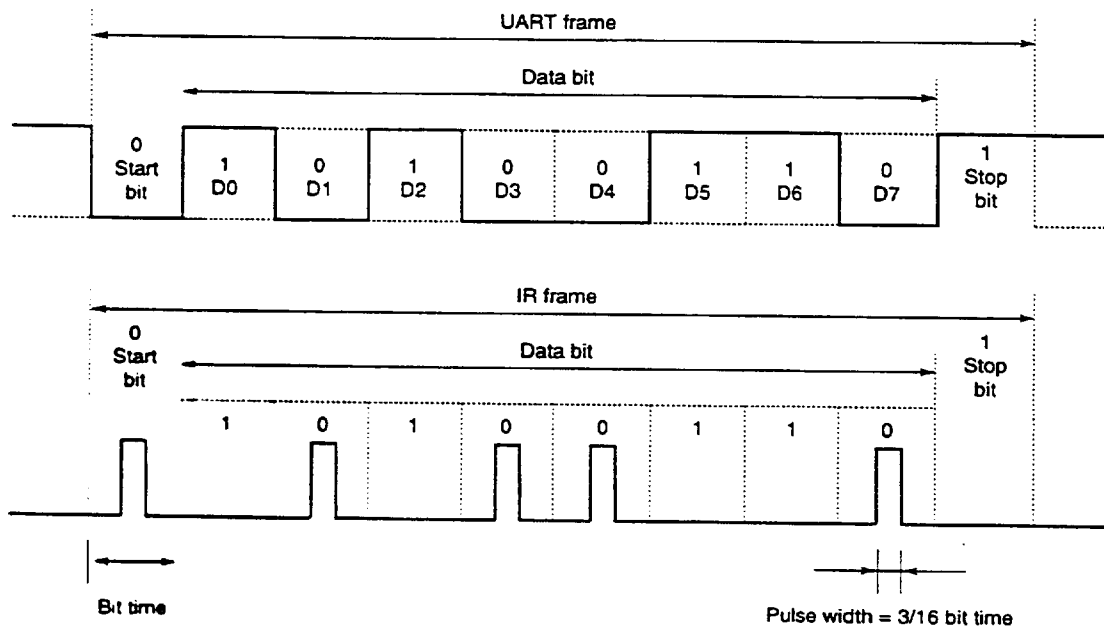 UART frame
Data bit
0
Start
bit
1
D0
0
D1
1
D2
0
D3
0
D4
1
D5
1
D6
0
D7
1
Stop
bit
IR frame
0
Start
bit
Data bit
1
Stop
bit
1 0 1 0 0 1 1 0
Bit time
Pulse width = 3/16 bit time